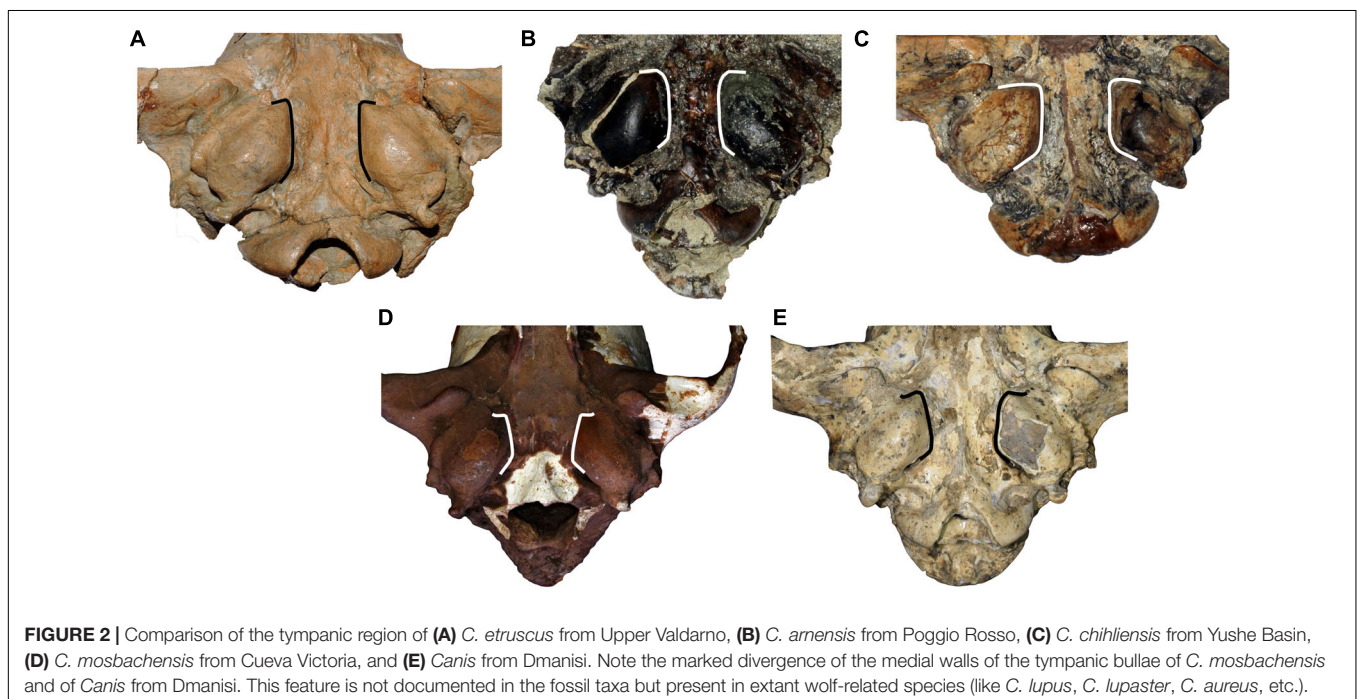 A
B
C
D
E
FIGURE 2 | Comparison of the tympanic region of (A) C. etruscus from Upper Valdarno, (B) C. arnensis from Poggio Rosso, (C) C. chihliensis from Yushe Basin,
(D) C. mosbachensis from Cueva Victoria, and (E) Canis from Dmanisi. Note the marked divergence of the medial walls of the tympanic bullae of C. mosbachensis
and of Canis from Dmanisi. This feature is not documented in the fossil taxa but present in extant wolf-related species (like C. lupus, C. lupaster, C. aureus, etc.).